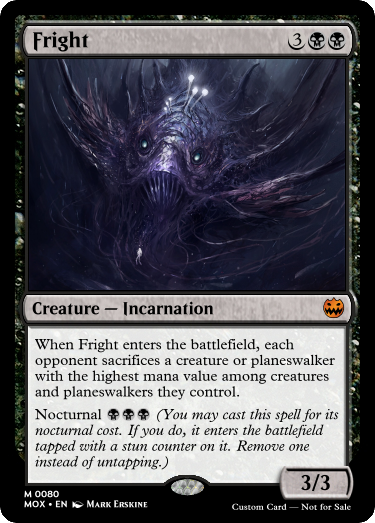 Fright 3
Creature — Incarnation
When Fright enters the battlefield, each
opponent sacrifices a creature or planeswalker
with the highest mana value among creatures
and planeswalkers they control.
Nocturnal (You may cast this spell for its
nocturnal cost. If you do, it enters the battlefield
tapped with a stun counter on it. Remove one
instead of untapping.)
3/3
M 0080
MOX • EN Mark Erskine
Custom Card — Not for Sale